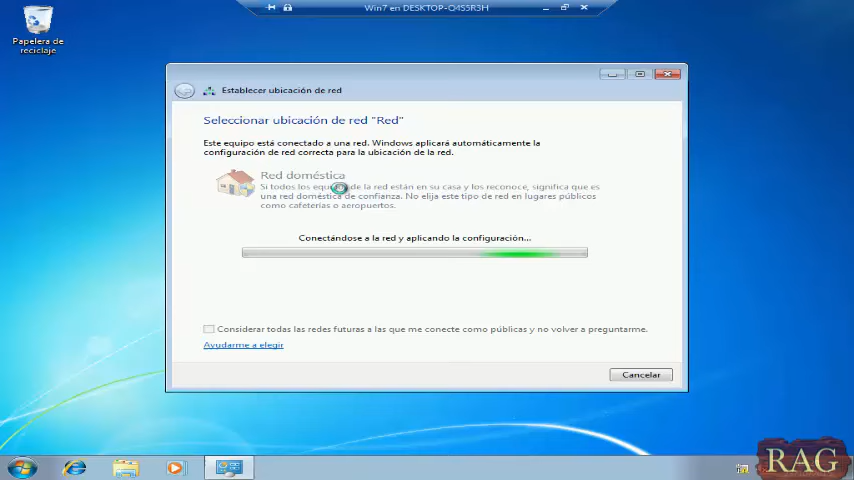 Win7 en DESKTOP-O4S5R3H
Papelera de
reciclaje
Establecer ubicación de red
Seleccionar ubicación de red "Red"
Este equipo está conectado a una red. Windows aplicará automáticamente la
configuración de red correcta para la ubicación de la red.
Red doméstica
Si todos los equipos de la red están en su casa y los reconoce, significa que es
una red doméstica de confianza. No elija este tipo de red en lugares públicos
como cafeterías o aeropuertos.
Conectándose a la red y aplicando la configuración...
Considerar todas las redes futuras a las que me conecte como públicas y no volver a preguntarme.
Ayudarme a elegir
Cancelar
RAG